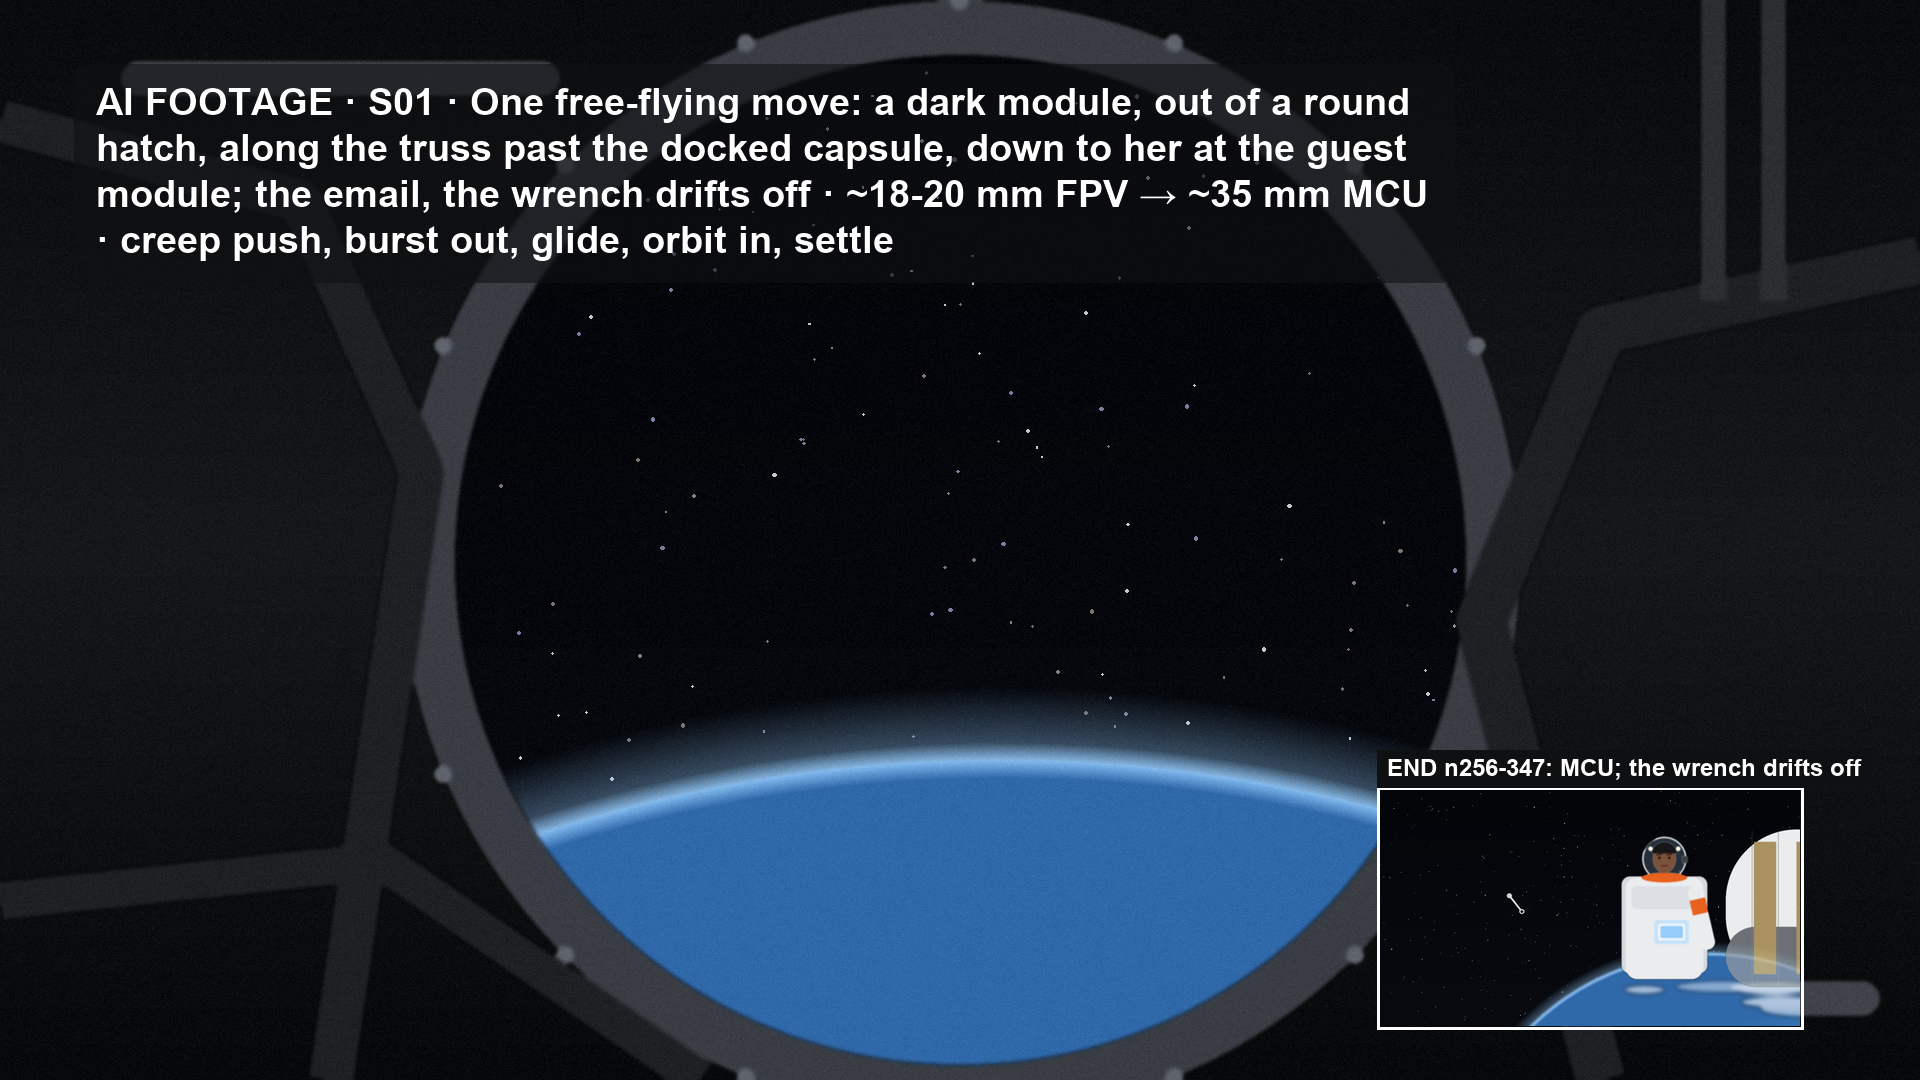 AI FOOTAGE · S01 · One free-flying move: a dark module, out of a round
hatch, along the truss past the docked capsule, down to her at the guest
module; the email, the wrench drifts off · ~18-20 mm FPV → ~35 mm MCU
· creep push, burst out, glide, orbit in, settle
END n256-347: MCU; the wrench drifts off